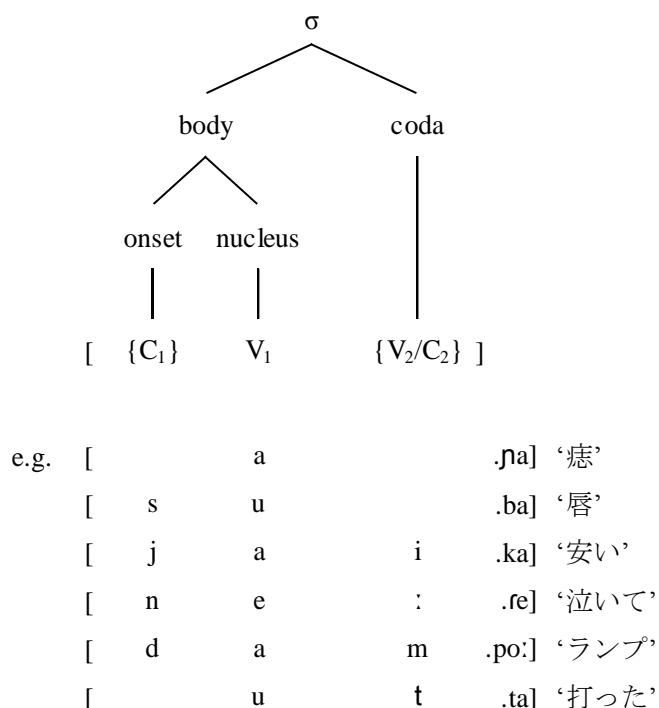 σ
body coda
onset nucleus
[ {C₁} V₁ {V₂/C₂} ]
e.g. [ a .ɲa] ‘痣’
[ s u .ba] ‘唇’
[ j a i .ka] ‘安い’
[ n e ː .ɾe] ‘泣いて’
[ d a m .poː] ‘ランプ’
[ u t .ta] ‘打った’